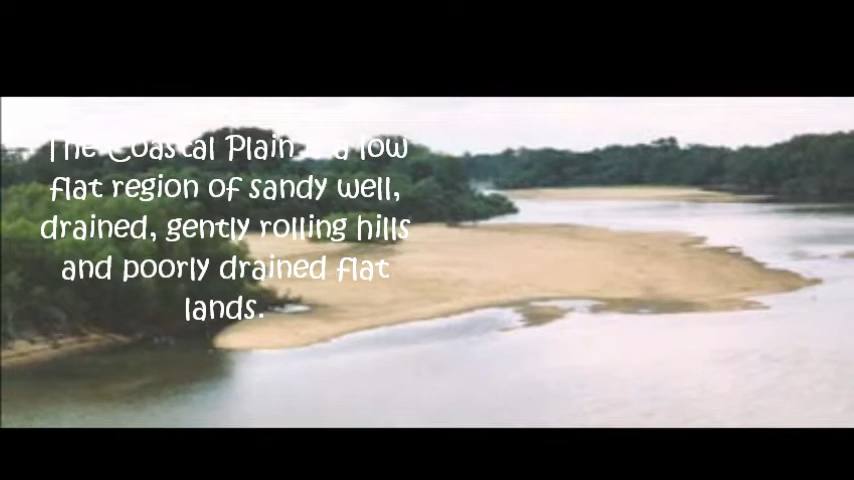 The Coastal Plain a low
flat region of sandy well,
drained, gently rolling hills
and poorly drained flat
lands.